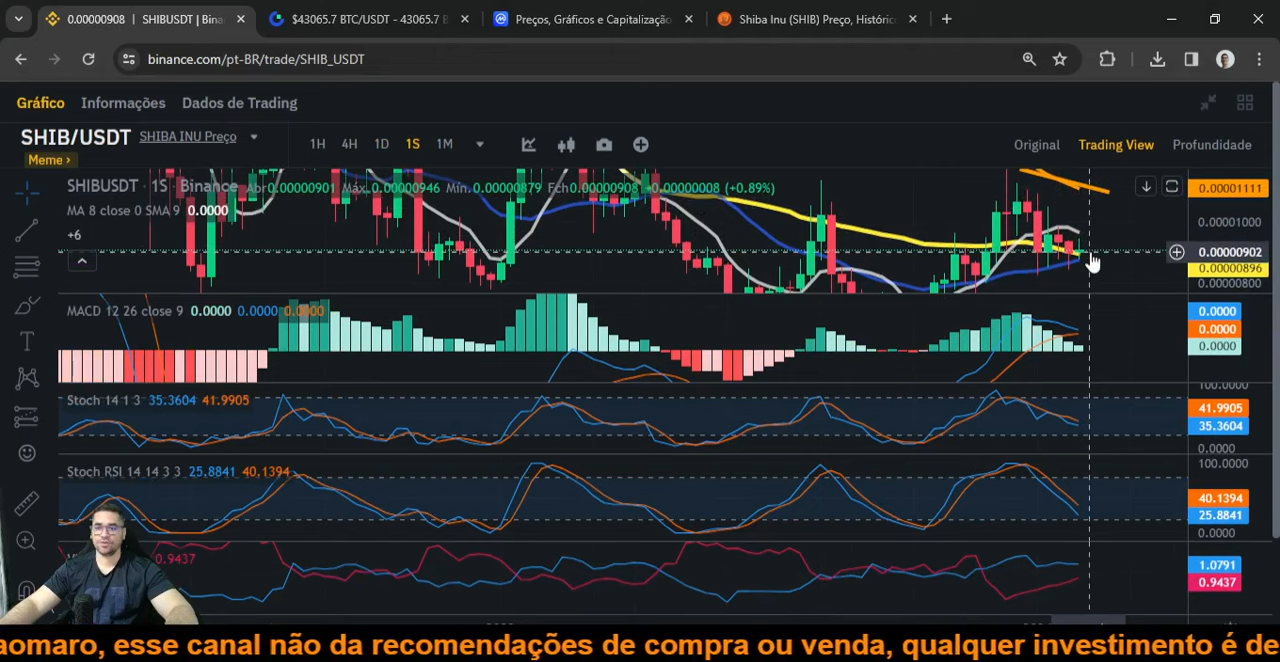 0.00000908 | SHIBUSDT | Bina
$43065.7 BTC/USDT - 43065.7 B
Preços, Gráficos e Capitalização
Shiba Inu (SHIB) Preço, Históric
binance.com/pt-BR/trade/SHIB_USDT
Gráfico Informações Dados de Trading
SHIB/USDT SHIBA INU Preço
Meme ›
1H 4H 1D 1S 1M
Original Trading View Profundidade
SHIBUSDT · 1S · Binance Abr0.00000901 Máx.0.00000946 Mín.0.00000879 Fch0.00000908 +0.00000008 (+0.89%)
0.00001111
MA 8 close 0 SMA 9 0.0000
0.00001000
+6
0.00000902
0.00000896
0.00000800
MACD 12 26 close 9 0.0000 0.0000 0.0000
0.0000
0.0000
0.0000
100.0000
Stoch 14 1 3 35.3604 41.9905
41.9905
35.3604
0.0000
Stoch RSI 14 14 3 3 25.8841 40.1394
100.0000
40.1394
25.8841
0.0000
0.9437
1.0791
0.9437
aomaro, esse canal não da recomendações de compra ou venda, qualquer investimento é de